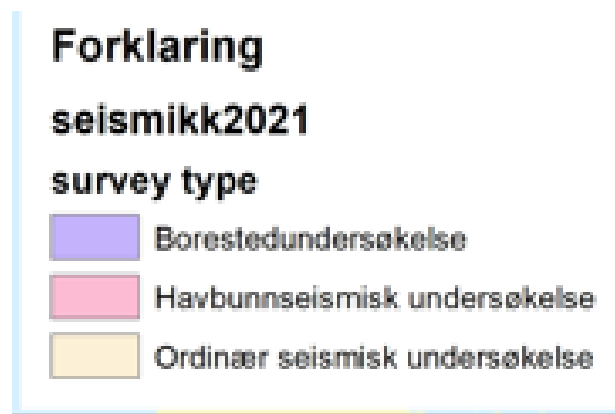 Forklaring
seismikk2021
survey type
Borestedundersøkelse
Havbunnseismisk undersøkelse
Ordinær seismisk undersøkelse